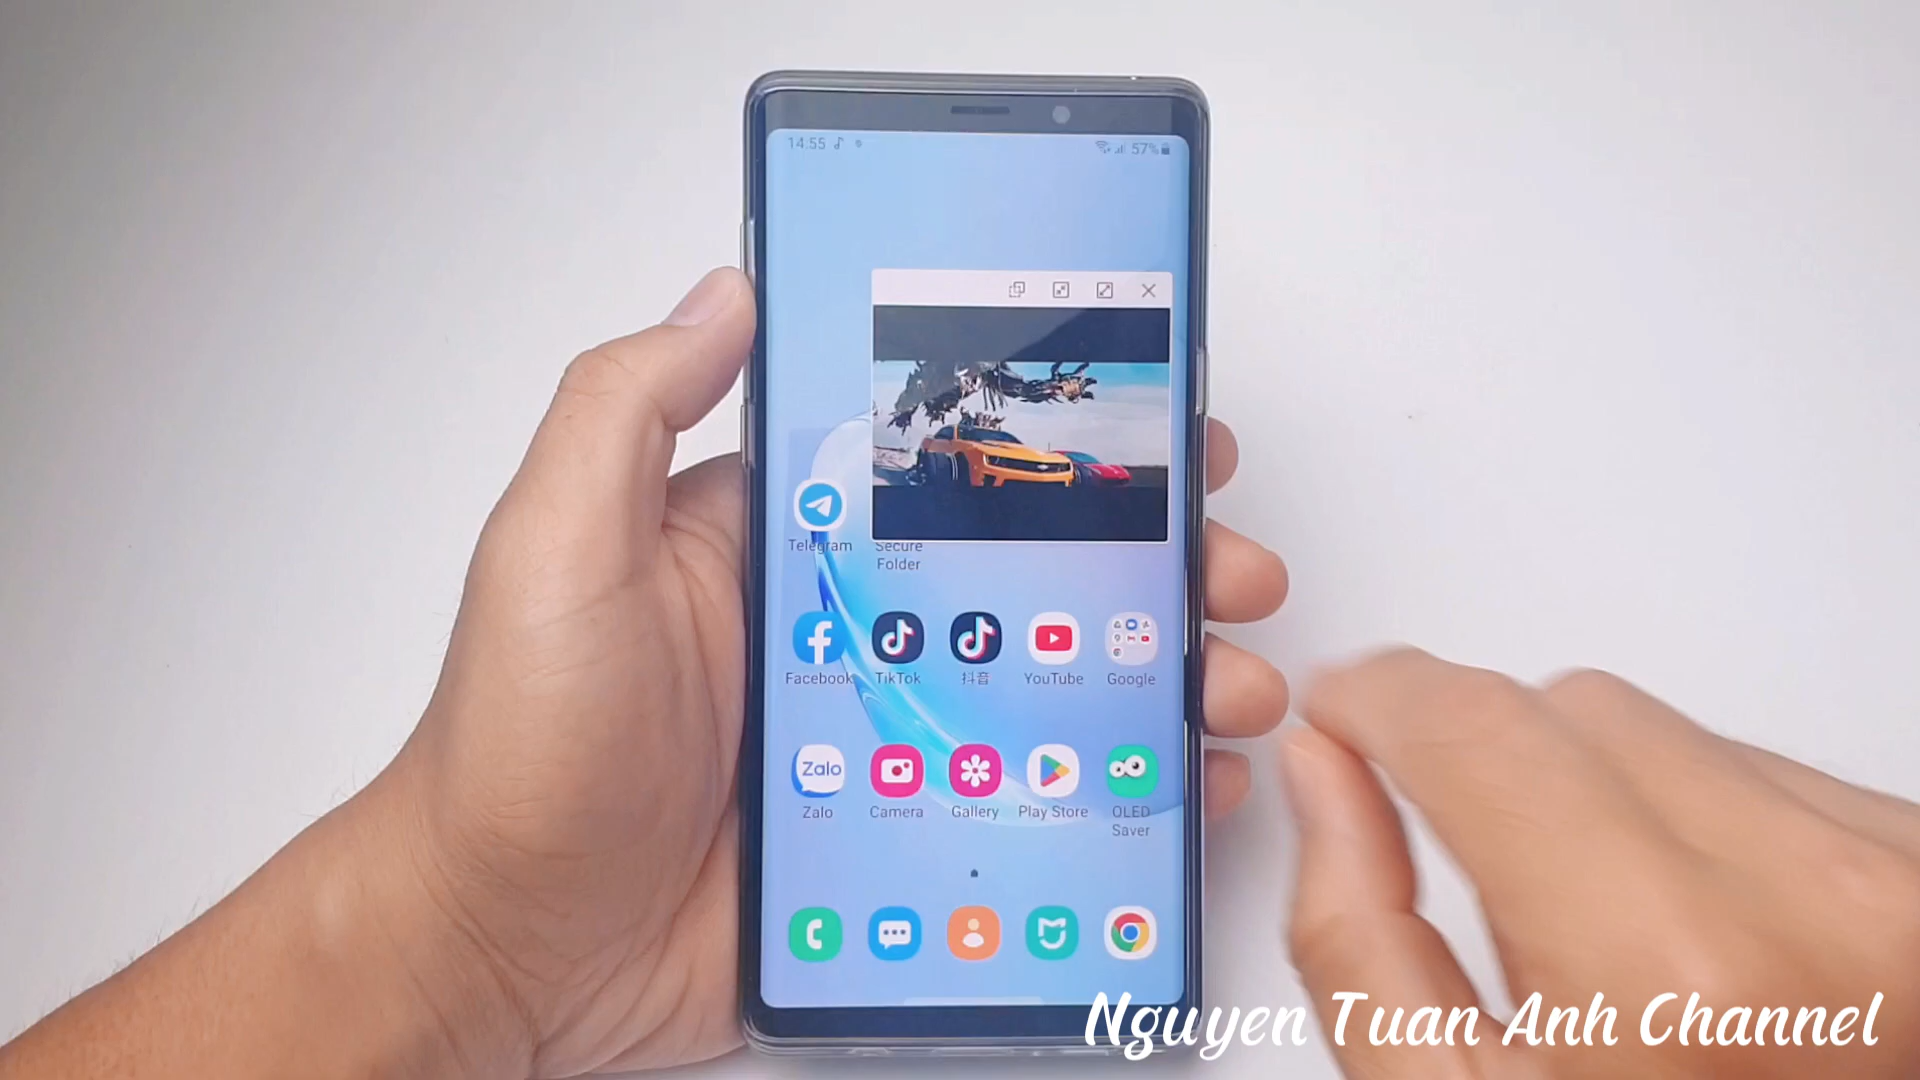 14:55
57%
Telegram
Secure
Folder
Facebook
TikTok
抖音
YouTube
Google
Zalo
Zalo
Camera
Gallery
Play Store
OLED
Saver
Nguyen Tuan Anh Channel